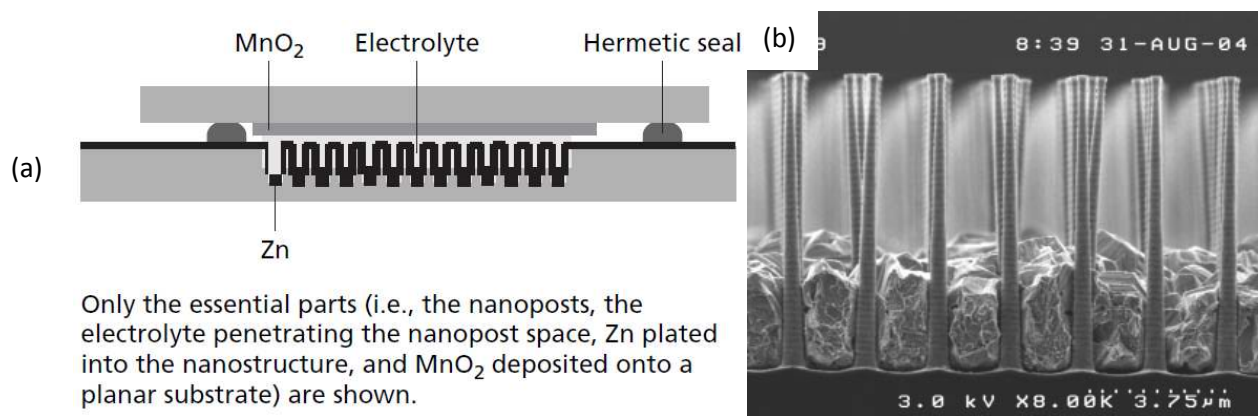 MnO₂ Electrolyte Hermetic seal
(a)
Zn
Only the essential parts (i.e., the nanoposts, the
electrolyte penetrating the nanopost space, Zn plated
into the nanostructure, and MnO₂ deposited onto a
planar substrate) are shown.
(b)
8:39 31-AUG-04
3.0 kV X8.00K 3.75µm